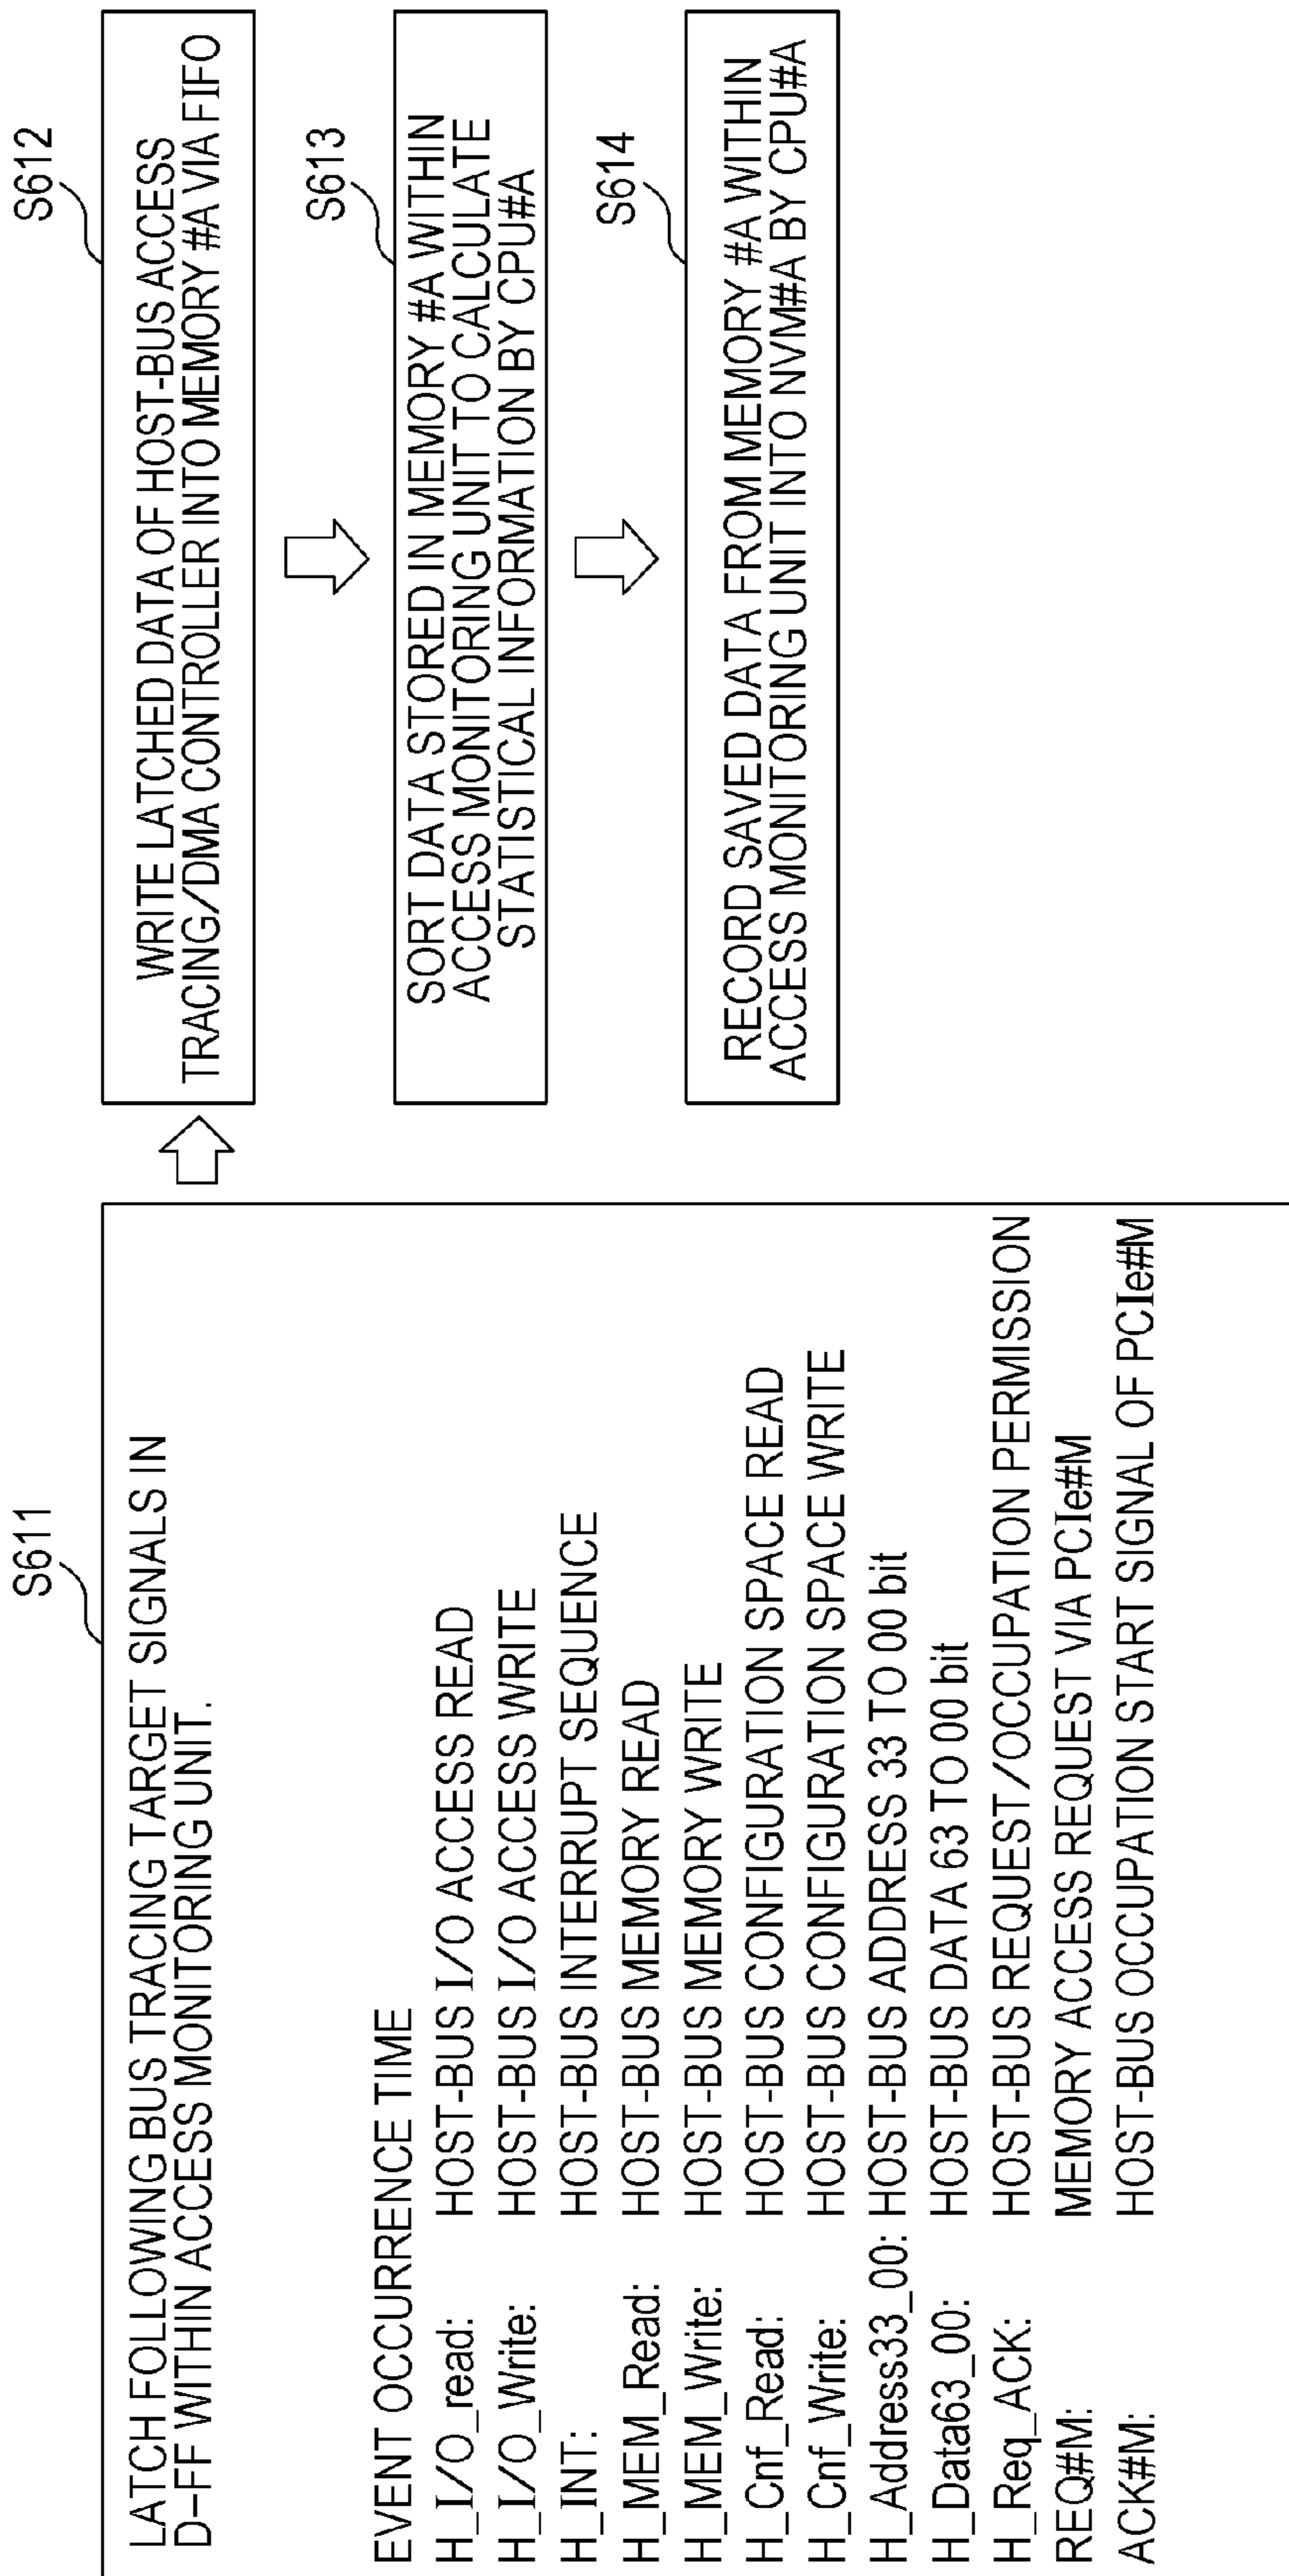 S611
LATCH FOLLOWING BUS TRACING TARGET SIGNALS IN
D-FF WITHIN ACCESS MONITORING UNIT.
EVENT OCCURRENCE TIME
H_I/O_read: HOST-BUS I/O ACCESS READ
H_I/O_Write: HOST-BUS I/O ACCESS WRITE
H_INT: HOST-BUS INTERRUPT SEQUENCE
H_MEM_Read: HOST-BUS MEMORY READ
H_MEM_Write: HOST-BUS MEMORY WRITE
H_Cnf_Read: HOST-BUS CONFIGURATION SPACE READ
H_Cnf_Write: HOST-BUS CONFIGURATION SPACE WRITE
H_Address33_00: HOST-BUS ADDRESS 33 TO 00 bit
H_Data63_00: HOST-BUS DATA 63 TO 00 bit
H_Req_ACK: HOST-BUS REQUEST/OCCUPATION PERMISSION
REQ#M: MEMORY ACCESS REQUEST VIA PCIe#M
ACK#M: HOST-BUS OCCUPATION START SIGNAL OF PCIe#M
S612
WRITE LATCHED DATA OF HOST-BUS ACCESS
TRACING/DMA CONTROLLER INTO MEMORY #A VIA FIFO
S613
SORT DATA STORED IN MEMORY #A WITHIN
ACCESS MONITORING UNIT TO CALCULATE
STATISTICAL INFORMATION BY CPU#A
S614
RECORD SAVED DATA FROM MEMORY #A WITHIN
ACCESS MONITORING UNIT INTO NVM#A BY CPU#A